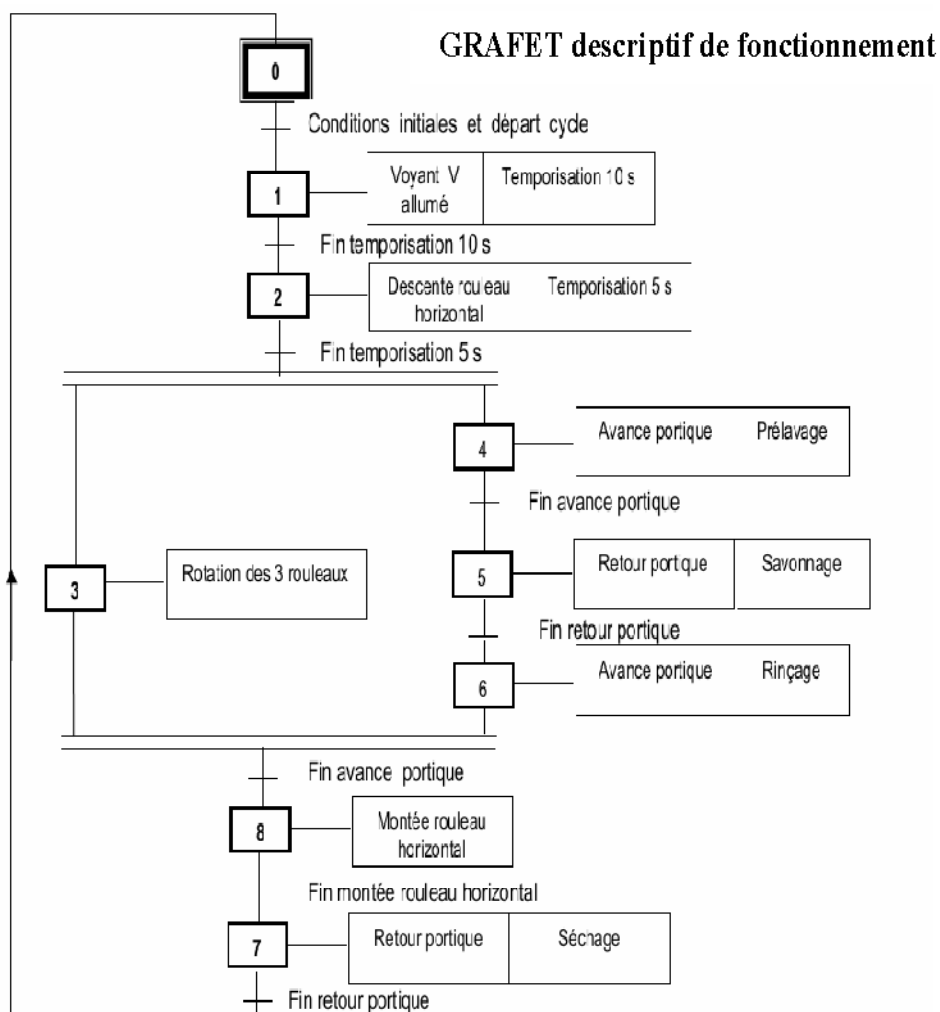 GRAFET descriptif de fonctionnement
0
Conditions initiales et départ cycle
1
Voyant V
allumé
Temporisation 10 s
Fin temporisation 10 s
2
Descente rouleau
horizontal
Temporisation 5 s
Fin temporisation 5 s
4
Avance portique
Prélavage
Fin avance portique
3
Rotation des 3 rouleaux
5
Retour portique
Savonnage
Fin retour portique
6
Avance portique
Rinçage
Fin avance portique
8
Montée rouleau
horizontal
Fin montée rouleau horizontal
7
Retour portique
Séchage
Fin retour portique